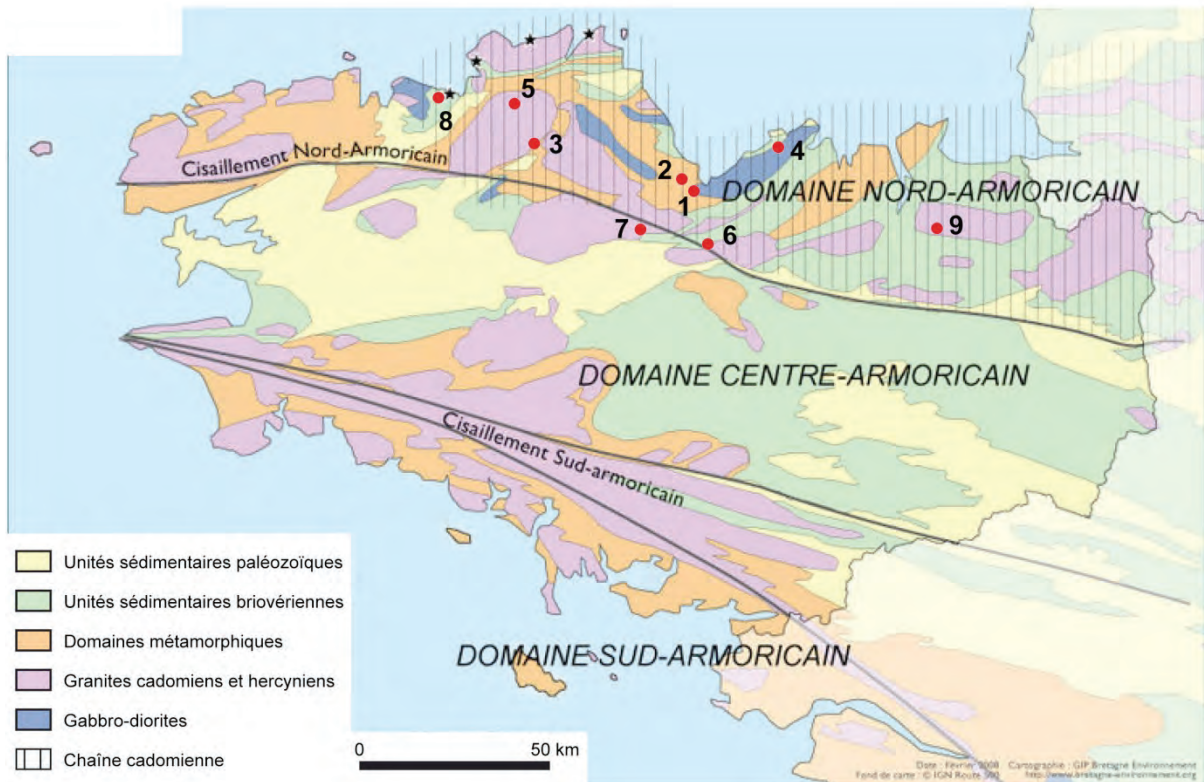 5
8
3
Cisaillement Nord-Armoricain
2
4
1
DOMAINE NORD-ARMORICAIN
7
6
9
DOMAINE CENTRE-ARMORICAIN
Cisaillement Sud-armoricain
DOMAINE SUD-ARMORICAIN
Unités sédimentaires paléozoïques
Unités sédimentaires briovériennes
Domaines métamorphiques
Granites cadomiens et hercyniens
Gabbro-diorites
Chaîne cadomienne
0 50 km
Date : Février 2008 Cartographie : GIP Bretagne Environnement
Fond de carte : © IGN Route 500 http://www.bretagne-environnement.org